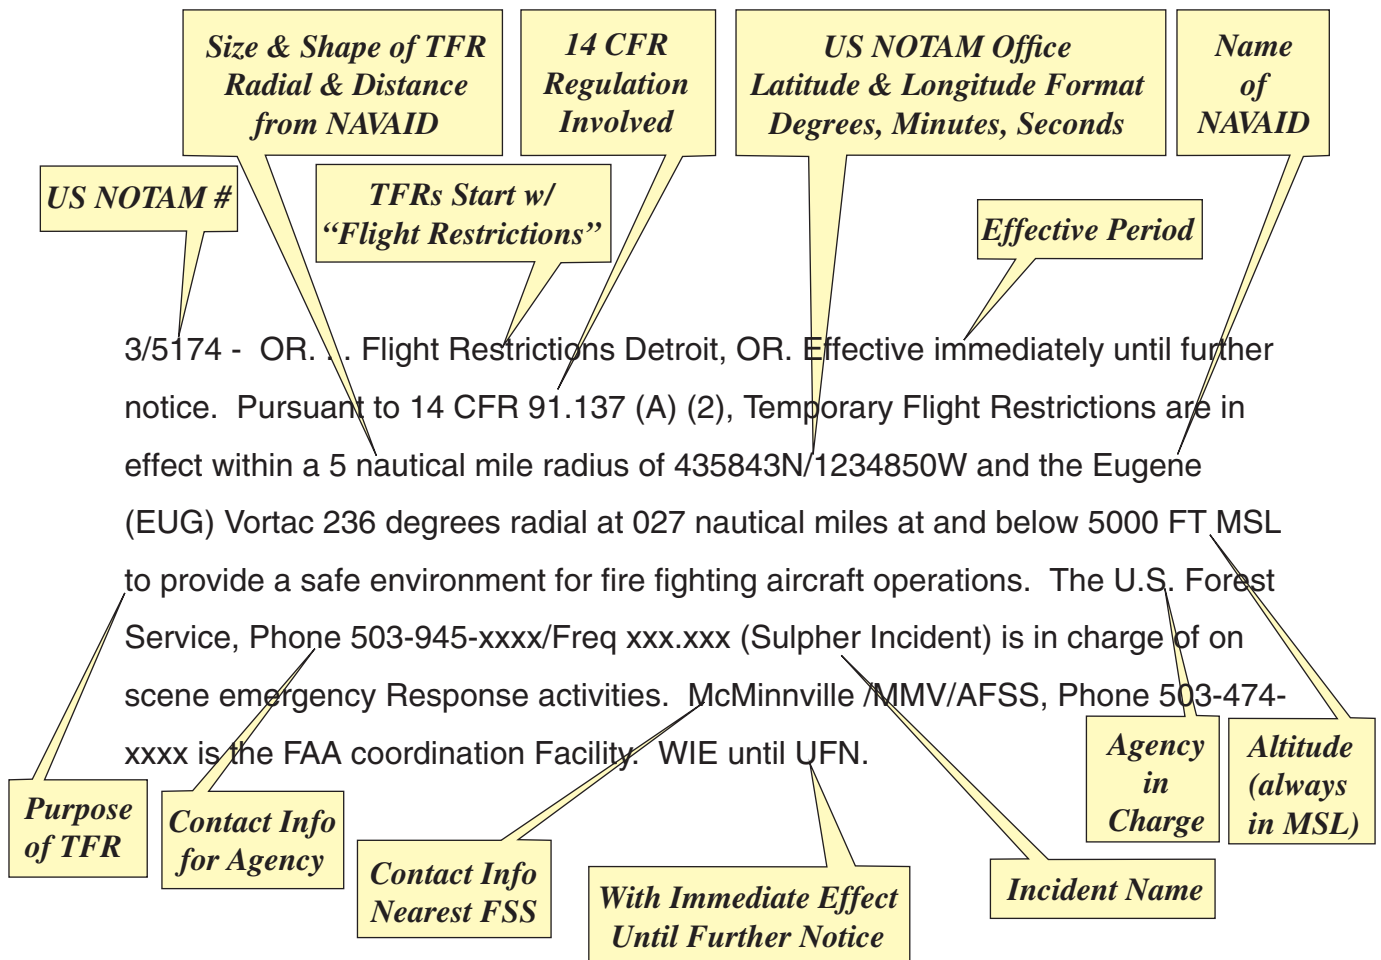 Size & Shape of TFR
Radial & Distance
from NAVAID
14 CFR
Regulation
Involved
US NOTAM Office
Latitude & Longitude Format
Degrees, Minutes, Seconds
Name
of
NAVAID
US NOTAM #
TFRs Start w/
“Flight Restrictions”
Effective Period
3/5174 - OR. . . Flight Restrictions Detroit, OR. Effective immediately until further
notice. Pursuant to 14 CFR 91.137 (A) (2), Temporary Flight Restrictions are in
effect within a 5 nautical mile radius of 435843N/1234850W and the Eugene
(EUG) Vortac 236 degrees radial at 027 nautical miles at and below 5000 FT MSL
to provide a safe environment for fire fighting aircraft operations. The U.S. Forest
Service, Phone 503-945-xxxx/Freq xxx.xxx (Sulpher Incident) is in charge of on
scene emergency Response activities. McMinnville /MMV/AFSS, Phone 503-474-
xxxx is the FAA coordination Facility. WIE until UFN.
Purpose
of TFR
Contact Info
for Agency
Contact Info
Nearest FSS
With Immediate Effect
Until Further Notice
Incident Name
Agency
in
Charge
Altitude
(always
in MSL)